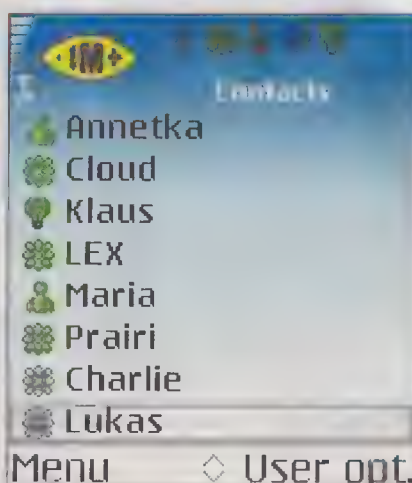 IM+
Contacts
Annetka
Cloud
Klaus
LEX
Maria
Prairi
Charlie
Lukas
Menu User opt.